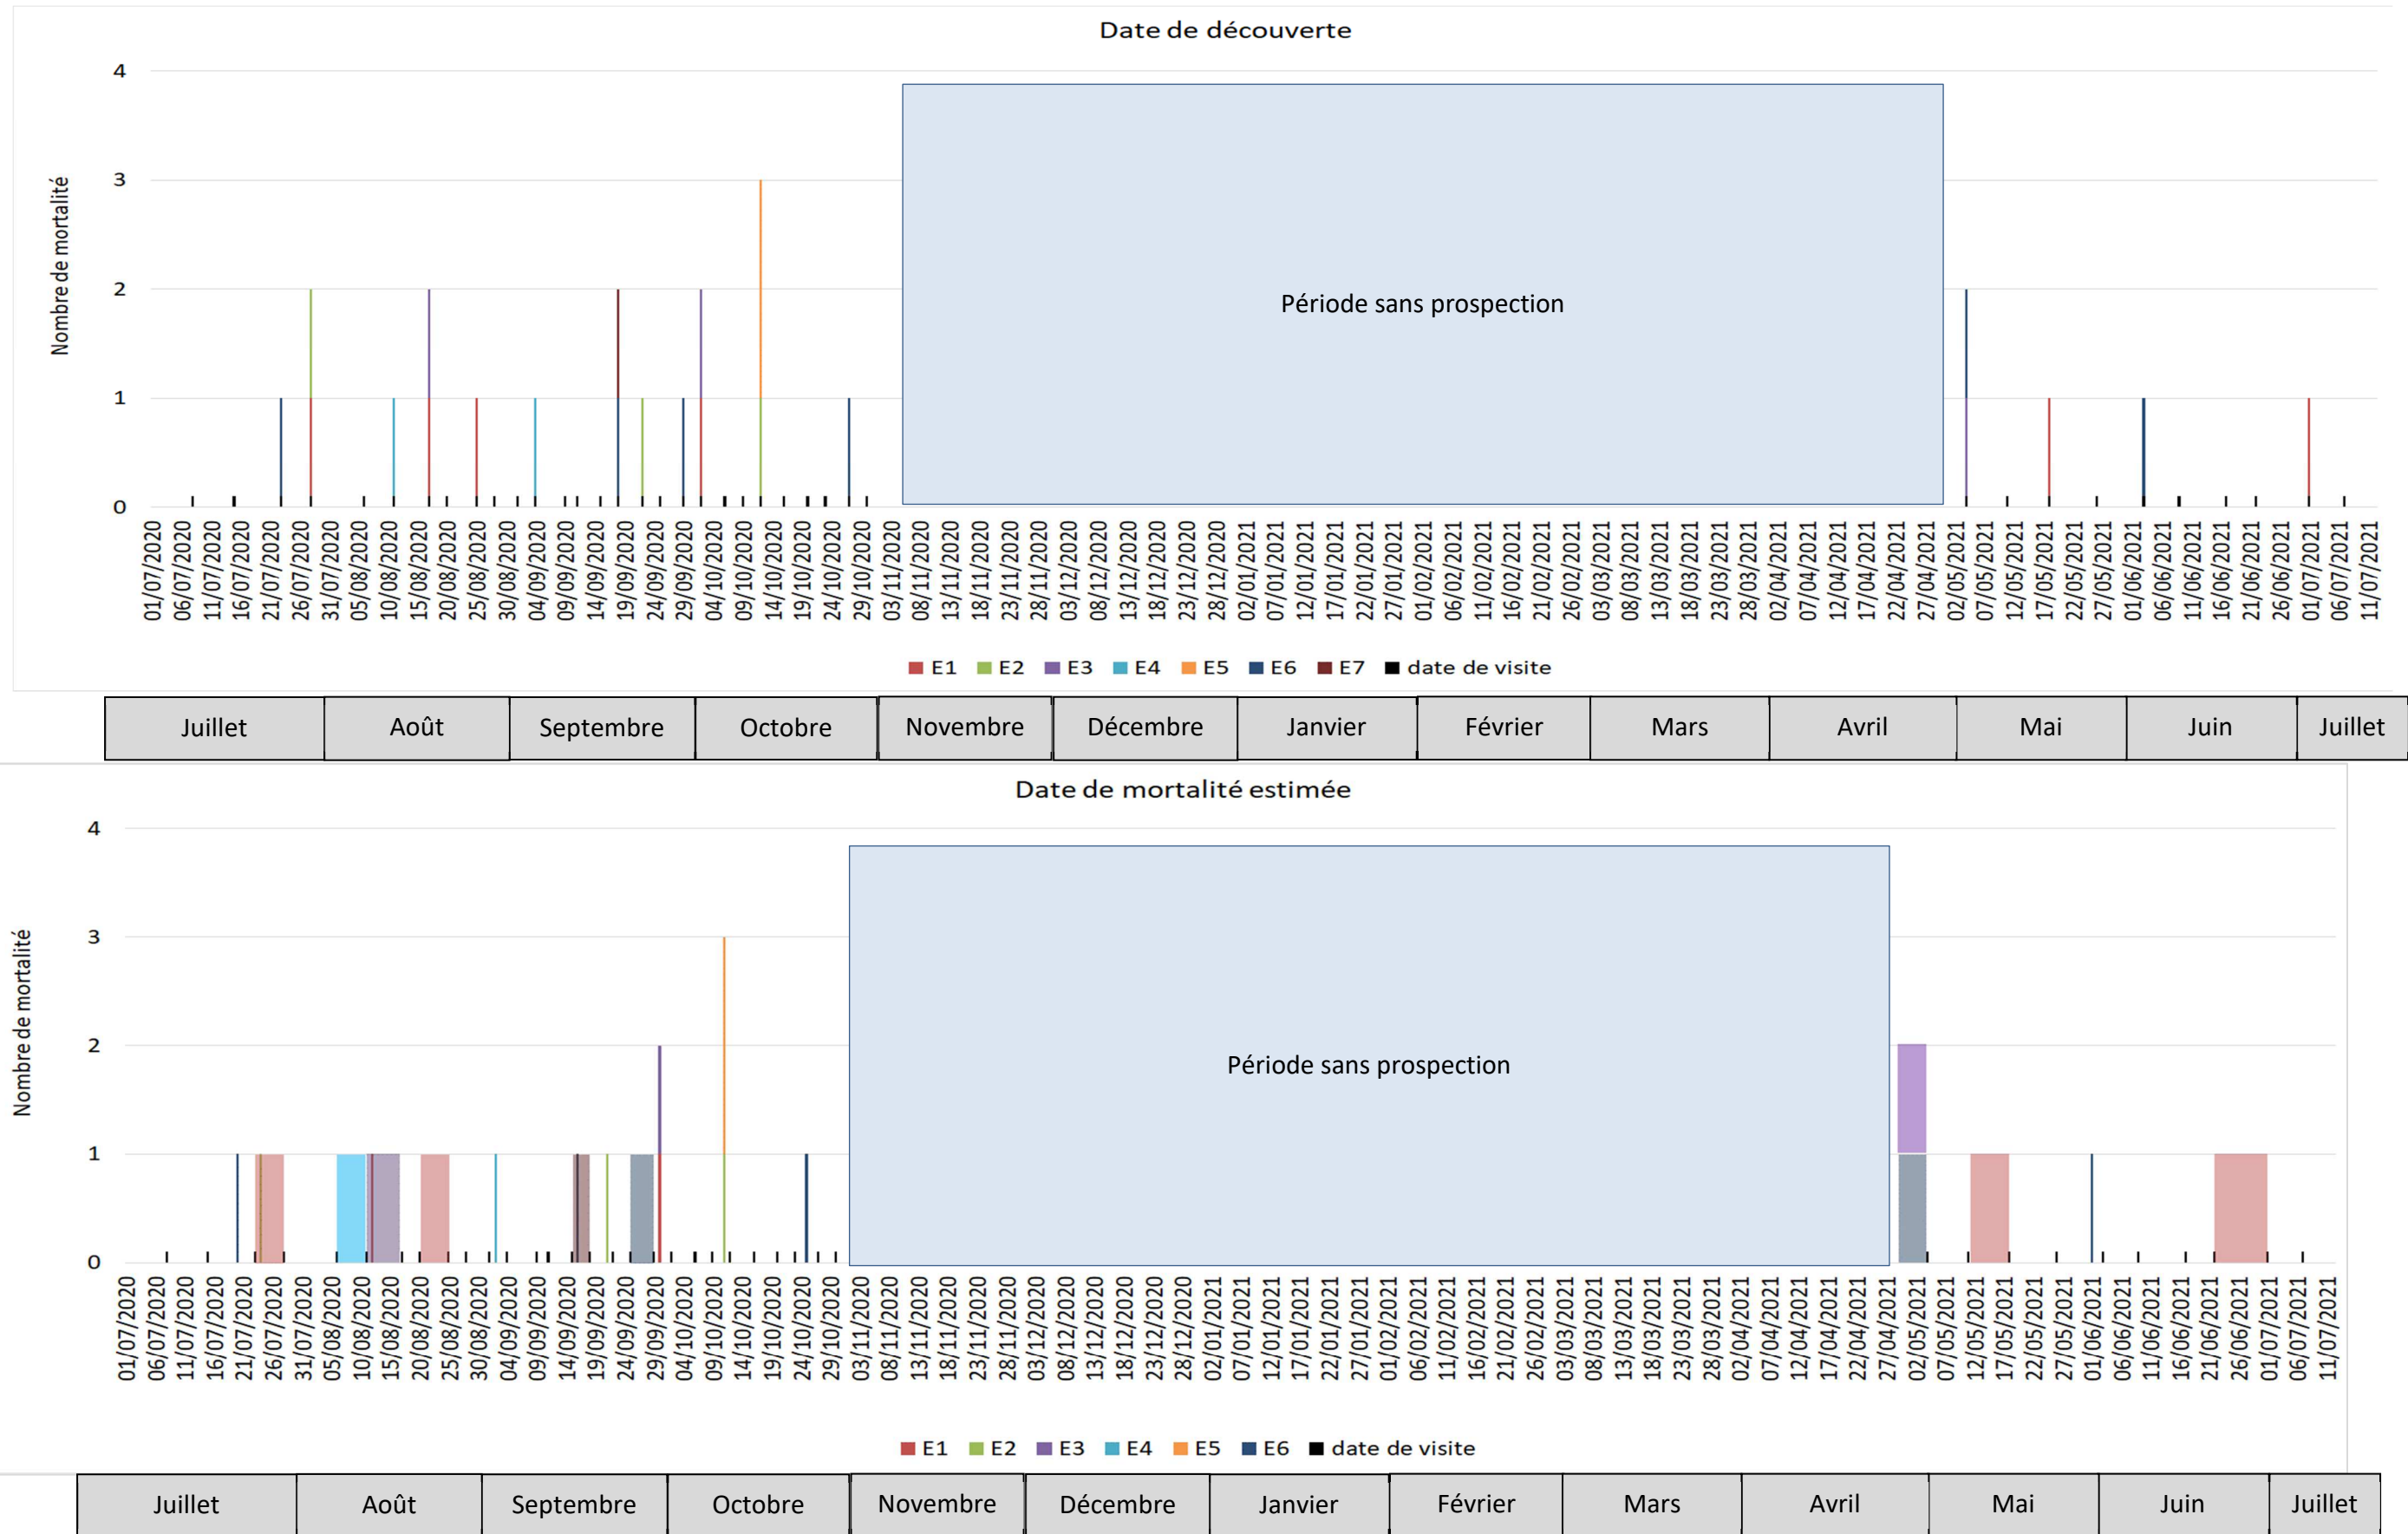 Date de découverte
Nombre de mortalité
4
3
2
1
0
Période sans prospection
01/07/2020 06/07/2020 11/07/2020 16/07/2020 21/07/2020 26/07/2020 31/07/2020 05/08/2020 10/08/2020 15/08/2020 20/08/2020 25/08/2020 30/08/2020 04/09/2020 09/09/2020 14/09/2020 19/09/2020 24/09/2020 29/09/2020 04/10/2020 09/10/2020 14/10/2020 19/10/2020 24/10/2020 29/10/2020 03/11/2020 08/11/2020 13/11/2020 18/11/2020 23/11/2020 28/11/2020 03/12/2020 08/12/2020 13/12/2020 18/12/2020 23/12/2020 28/12/2020 02/01/2021 07/01/2021 12/01/2021 17/01/2021 22/01/2021 27/01/2021 01/02/2021 06/02/2021 11/02/2021 16/02/2021 21/02/2021 26/02/2021 03/03/2021 08/03/2021 13/03/2021 18/03/2021 23/03/2021 28/03/2021 02/04/2021 07/04/2021 12/04/2021 17/04/2021 22/04/2021 27/04/2021 02/05/2021 07/05/2021 12/05/2021 17/05/2021 22/05/2021 27/05/2021 01/06/2021 06/06/2021 11/06/2021 16/06/2021 21/06/2021 26/06/2021 01/07/2021 06/07/2021 11/07/2021
E1 E2 E3 E4 E5 E6 E7 date de visite
Juillet Août Septembre Octobre Novembre Décembre Janvier Février Mars Avril Mai Juin Juillet
Date de mortalité estimée
Nombre de mortalité
4
3
2
1
0
Période sans prospection
01/07/2020 06/07/2020 11/07/2020 16/07/2020 21/07/2020 26/07/2020 31/07/2020 05/08/2020 10/08/2020 15/08/2020 20/08/2020 25/08/2020 30/08/2020 04/09/2020 09/09/2020 14/09/2020 19/09/2020 24/09/2020 29/09/2020 04/10/2020 09/10/2020 14/10/2020 19/10/2020 24/10/2020 29/10/2020 03/11/2020 08/11/2020 13/11/2020 18/11/2020 23/11/2020 28/11/2020 03/12/2020 08/12/2020 13/12/2020 18/12/2020 23/12/2020 28/12/2020 02/01/2021 07/01/2021 12/01/2021 17/01/2021 22/01/2021 27/01/2021 01/02/2021 06/02/2021 11/02/2021 16/02/2021 21/02/2021 26/02/2021 03/03/2021 08/03/2021 13/03/2021 18/03/2021 23/03/2021 28/03/2021 02/04/2021 07/04/2021 12/04/2021 17/04/2021 22/04/2021 27/04/2021 02/05/2021 07/05/2021 12/05/2021 17/05/2021 22/05/2021 27/05/2021 01/06/2021 06/06/2021 11/06/2021 16/06/2021 21/06/2021 26/06/2021 01/07/2021 06/07/2021 11/07/2021
E1 E2 E3 E4 E5 E6 date de visite
Juillet Août Septembre Octobre Novembre Décembre Janvier Février Mars Avril Mai Juin Juillet